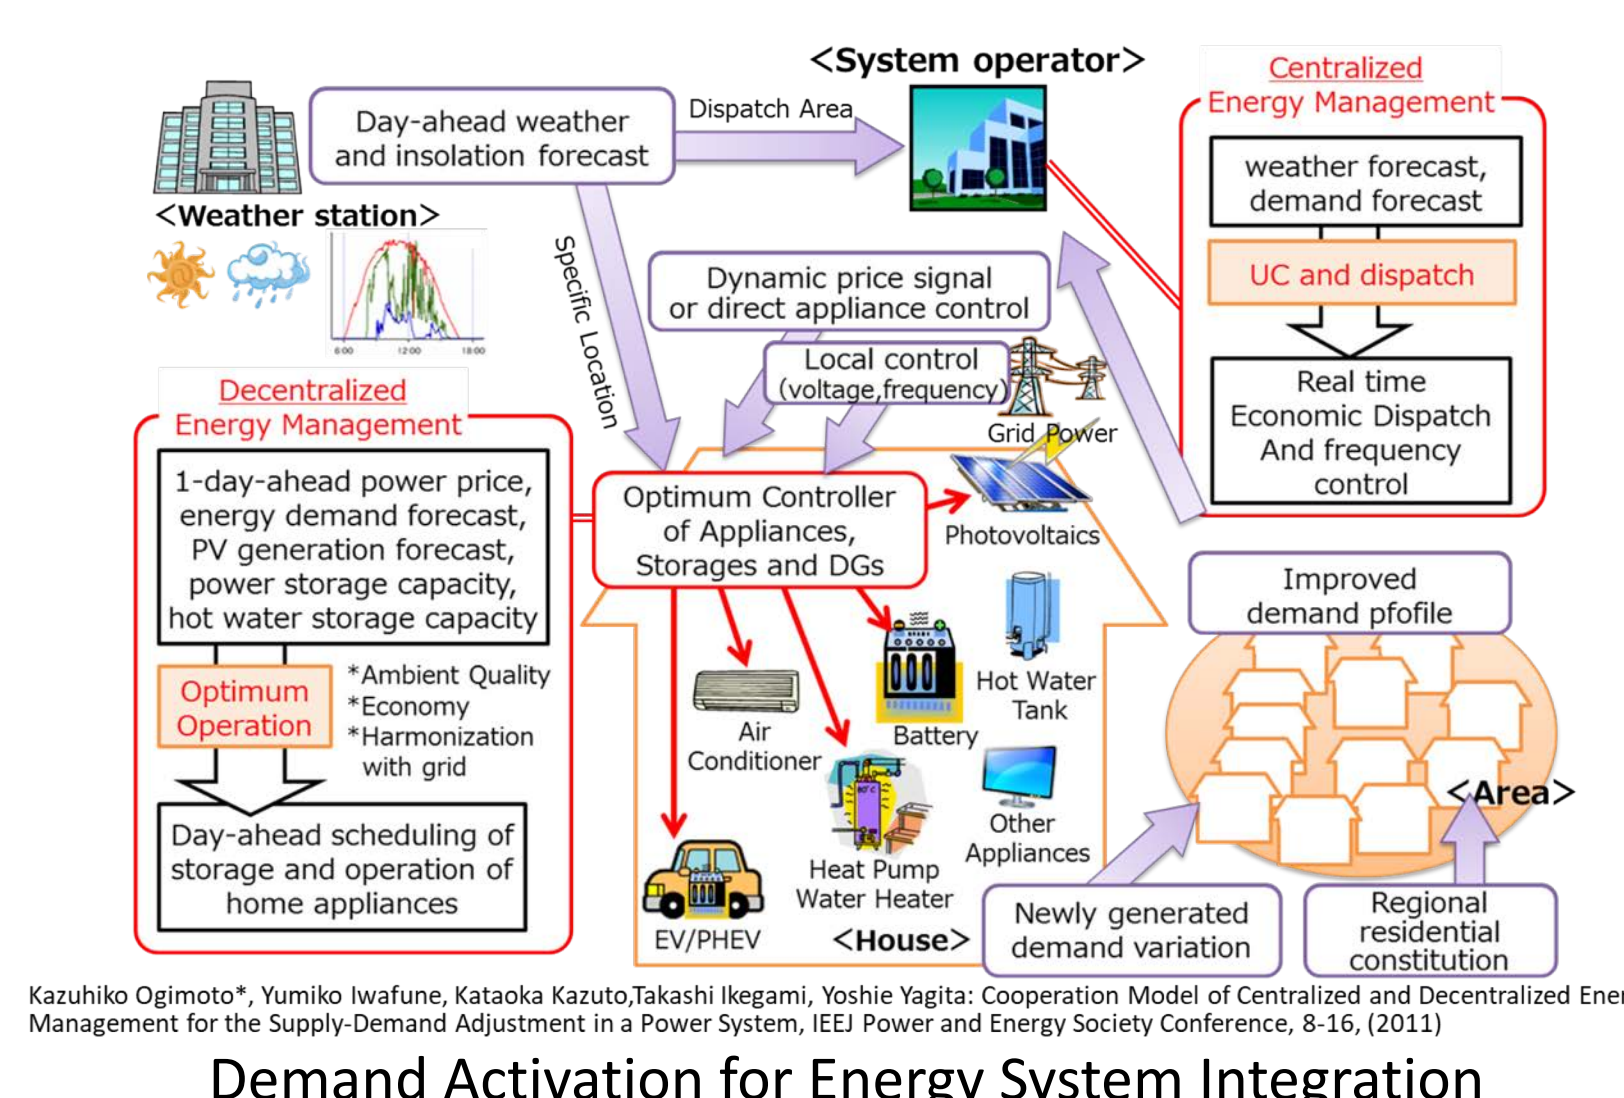 <System operator>
Centralized
Energy Management
Day-ahead weather
and insolation forecast
Dispatch Area
weather forecast,
demand forecast
<Weather station>
UC and dispatch
Specific Location
Dynamic price signal
or direct appliance control
6:00 12:00 18:00
Local control
(voltage,frequency)
Grid Power
Real time
Economic Dispatch
And frequency
control
Decentralized
Energy Management
1-day-ahead power price,
energy demand forecast,
PV generation forecast,
power storage capacity,
hot water storage capacity
Optimum Controller
of Appliances,
Storages and DGs
Photovoltaics
Improved
demand pfofile
Optimum
Operation
*Ambient Quality
*Economy
*Harmonization
with grid
Air
Conditioner
Battery
Hot Water
Tank
Other
Appliances
<Area>
Day-ahead scheduling of
storage and operation of
home appliances
Heat Pump
Water Heater
EV/PHEV
<House>
Newly generated
demand variation
Regional
residential
constitution
Kazuhiko Ogimoto*, Yumiko Iwafune, Kataoka Kazuto,Takashi Ikegami, Yoshie Yagita: Cooperation Model of Centralized and Decentralized Ener
Management for the Supply-Demand Adjustment in a Power System, IEEJ Power and Energy Society Conference, 8-16, (2011)
Demand Activation for Energy System Integration